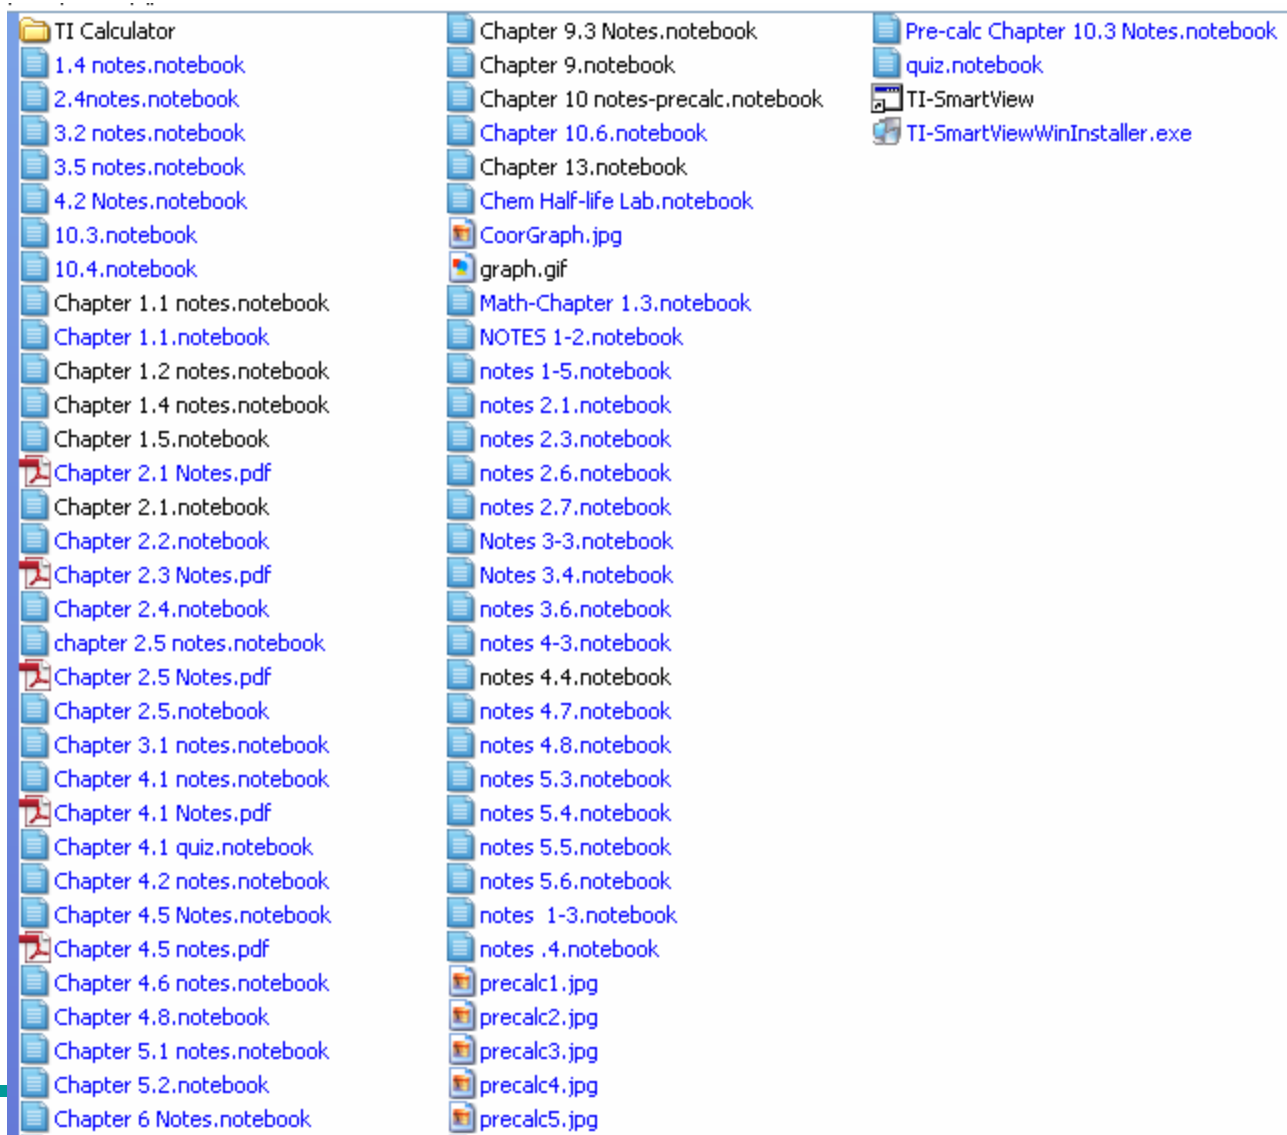 TI Calculator
1.4 notes.notebook
2.4notes.notebook
3.2 notes.notebook
3.5 notes.notebook
4.2 Notes.notebook
10.3.notebook
10.4.notebook
Chapter 1.1 notes.notebook
Chapter 1.1.notebook
Chapter 1.2 notes.notebook
Chapter 1.4 notes.notebook
Chapter 1.5.notebook
Chapter 2.1 Notes.pdf
Chapter 2.1.notebook
Chapter 2.2.notebook
Chapter 2.3 Notes.pdf
Chapter 2.4.notebook
chapter 2.5 notes.notebook
Chapter 2.5 Notes.pdf
Chapter 2.5.notebook
Chapter 3.1 notes.notebook
Chapter 4.1 notes.notebook
Chapter 4.1 Notes.pdf
Chapter 4.1 quiz.notebook
Chapter 4.2 notes.notebook
Chapter 4.5 Notes.notebook
Chapter 4.5 notes.pdf
Chapter 4.6 notes.notebook
Chapter 4.8.notebook
Chapter 5.1 notes.notebook
Chapter 5.2.notebook
Chapter 6 Notes.notebook
Chapter 9.3 Notes.notebook
Chapter 9.notebook
Chapter 10 notes-precalc.notebook
Chapter 10.6.notebook
Chapter 13.notebook
Chem Half-life Lab.notebook
CoorGraph.jpg
graph.gif
Math-Chapter 1.3.notebook
NOTES 1-2.notebook
notes 1-5.notebook
notes 2.1.notebook
notes 2.3.notebook
notes 2.6.notebook
notes 2.7.notebook
Notes 3-3.notebook
Notes 3.4.notebook
notes 3.6.notebook
notes 4-3.notebook
notes 4.4.notebook
notes 4.7.notebook
notes 4.8.notebook
notes 5.3.notebook
notes 5.4.notebook
notes 5.5.notebook
notes 5.6.notebook
notes  1-3.notebook
notes .4.notebook
precalc1.jpg
precalc2.jpg
precalc3.jpg
precalc4.jpg
precalc5.jpg
Pre-calc Chapter 10.3 Notes.notebook
quiz.notebook
TI-SmartView
TI-SmartViewWinInstaller.exe